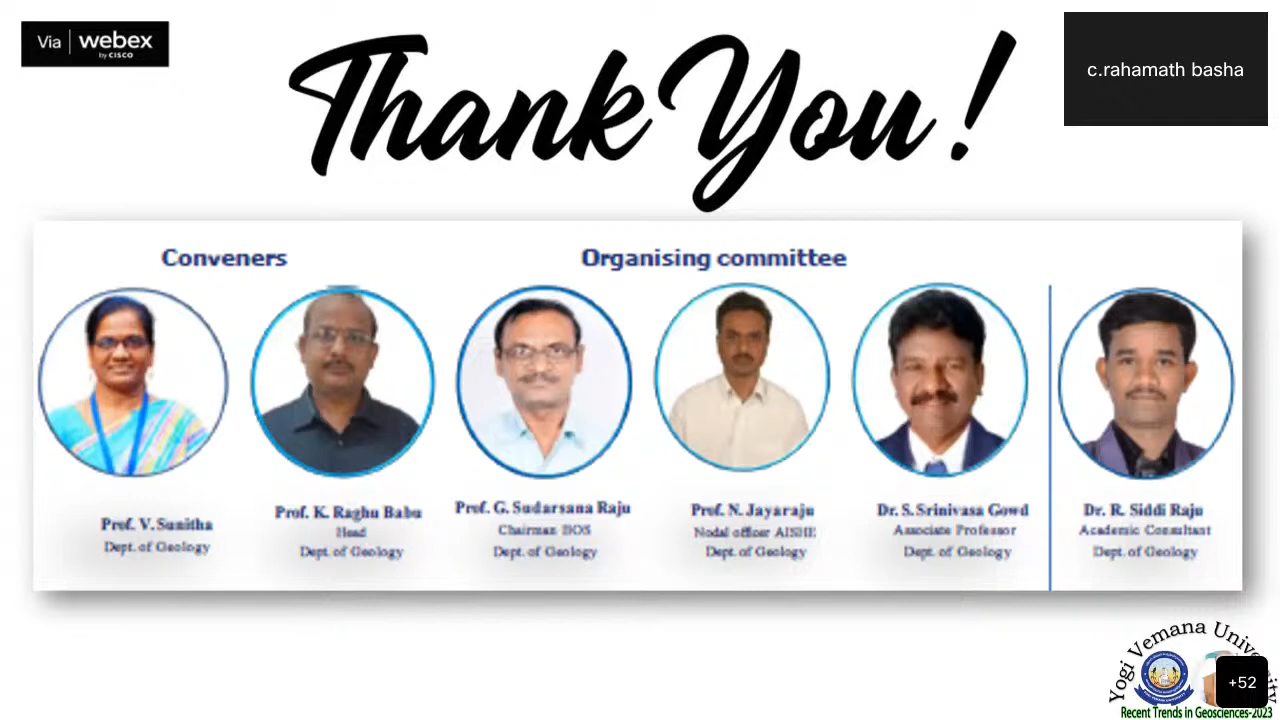 Via | webex
by CISCO
Thank You!
c.rahamath basha
Conveners
Organising committee
Prof. V. Sunitha
Dept. of Geology
Prof. K. Raghu Babu
Head
Dept. of Geology
Prof. G. Sudarsana Raju
Chairman BOS
Dept. of Geology
Prof. N. Jayaraju
Nodal officer AISHE
Dept. of Geology
Dr. S. Srinivasa Gowd
Associate Professor
Dept. of Geology
Dr. R. Siddi Raju
Academic Consultant
Dept. of Geology
Yogi Vemana University
+52
Recent Trends in Geosciences-2023